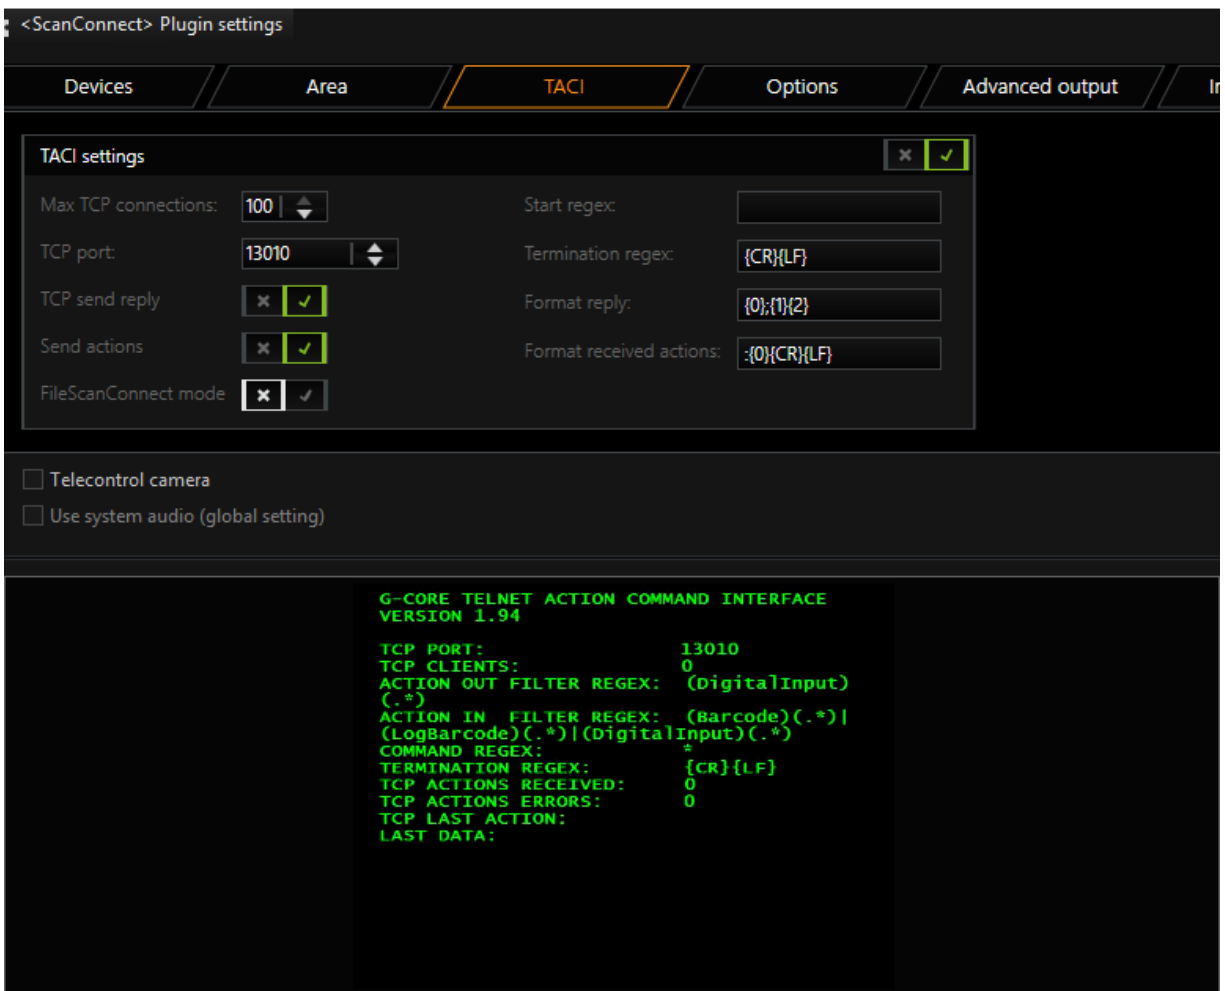 <ScanConnect> Plugin settings
Devices
Area
TACI
Options
Advanced output
TACI settings
Max TCP connections: 100
Start regex:
TCP port: 13010
Termination regex: {CR}{LF}
TCP send reply
Format reply: {0};{1}{2}
Send actions
Format received actions: :{0}{CR}{LF}
FileScanConnect mode
Telecontrol camera
Use system audio (global setting)
G-CORE TELNET ACTION COMMAND INTERFACE
VERSION 1.94
TCP PORT: 13010
TCP CLIENTS: 0
ACTION OUT FILTER REGEX: (DigitalInput)
(.*)
ACTION IN FILTER REGEX: (Barcode)(.*)|
(LogBarcode)(.*)|(DigitalInput)(.*)
COMMAND REGEX: *
TERMINATION REGEX: {CR}{LF}
TCP ACTIONS RECEIVED: 0
TCP ACTIONS ERRORS: 0
TCP LAST ACTION:
LAST DATA: